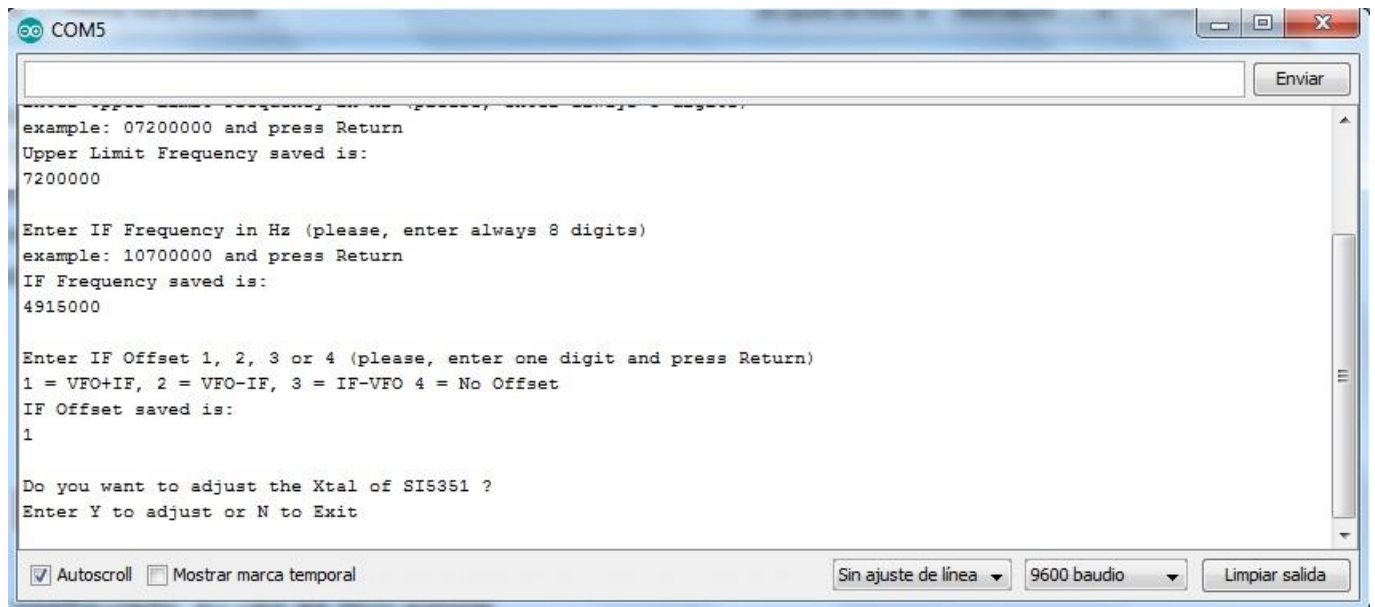 COM5
Enviar
example: 07200000 and press Return
Upper Limit Frequency saved is:
7200000
Enter IF Frequency in Hz (please, enter always 8 digits)
example: 10700000 and press Return
IF Frequency saved is:
4915000
Enter IF Offset 1, 2, 3 or 4 (please, enter one digit and press Return)
1 = VFO+IF, 2 = VFO-IF, 3 = IF-VFO 4 = No Offset
IF Offset saved is:
1
Do you want to adjust the Xtal of SI5351 ?
Enter Y to adjust or N to Exit
Autoscroll Mostrar marca temporal Sin ajuste de línea 9600 baudio Limpiar salida